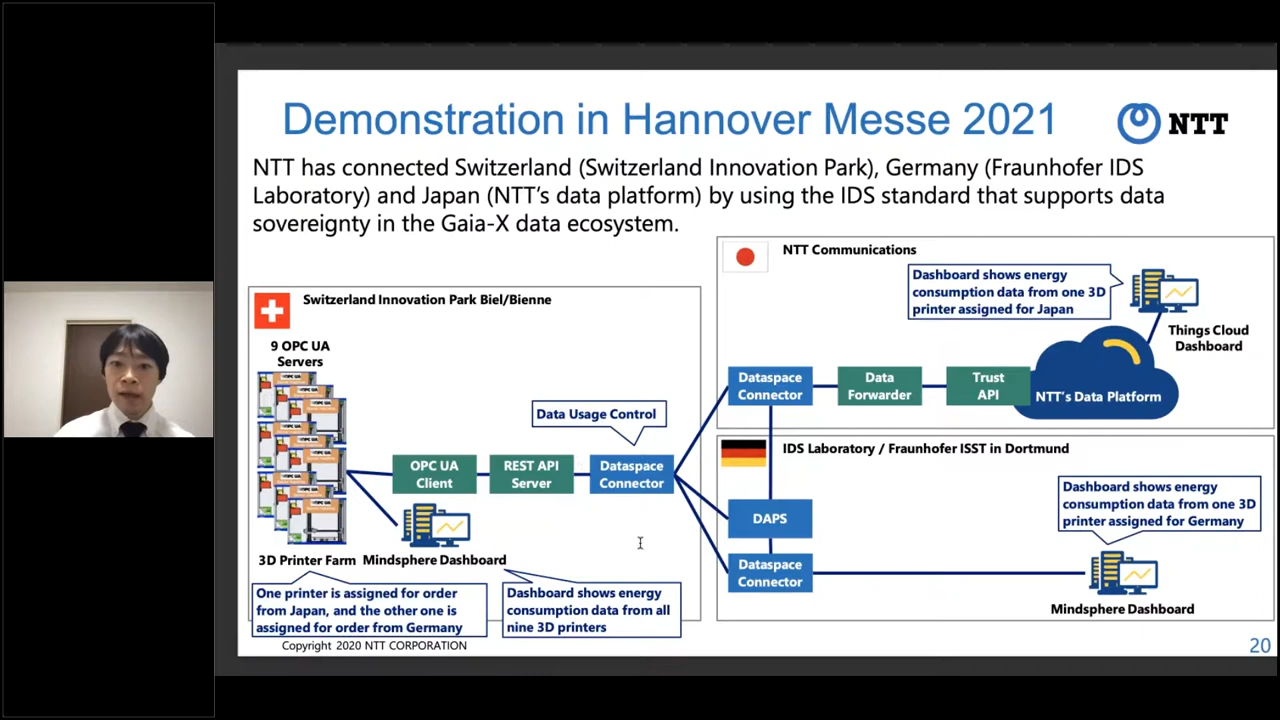 Demonstration in Hannover Messe 2021
NTT
NTT has connected Switzerland (Switzerland Innovation Park), Germany (Fraunhofer IDS
Laboratory) and Japan (NTT's data platform) by using the IDS standard that supports data
sovereignty in the Gaia-X data ecosystem.
Switzerland Innovation Park Biel/Bienne
9 OPC UA
Servers
Data Usage Control
OPC UA
Client
REST API
Server
Dataspace
Connector
3D Printer Farm
Mindsphere Dashboard
One printer is assigned for order
from Japan, and the other one is
assigned for order from Germany
Dashboard shows energy
consumption data from all
nine 3D printers
NTT Communications
Dashboard shows energy
consumption data from one 3D
printer assigned for Japan
Things Cloud
Dashboard
Dataspace
Connector
Data
Forwarder
Trust
API
NTT's Data Platform
IDS Laboratory / Fraunhofer ISST in Dortmund
Dashboard shows energy
consumption data from one 3D
printer assigned for Germany
DAPS
Dataspace
Connector
Mindsphere Dashboard
Copyright 2020 NTT CORPORATION
20